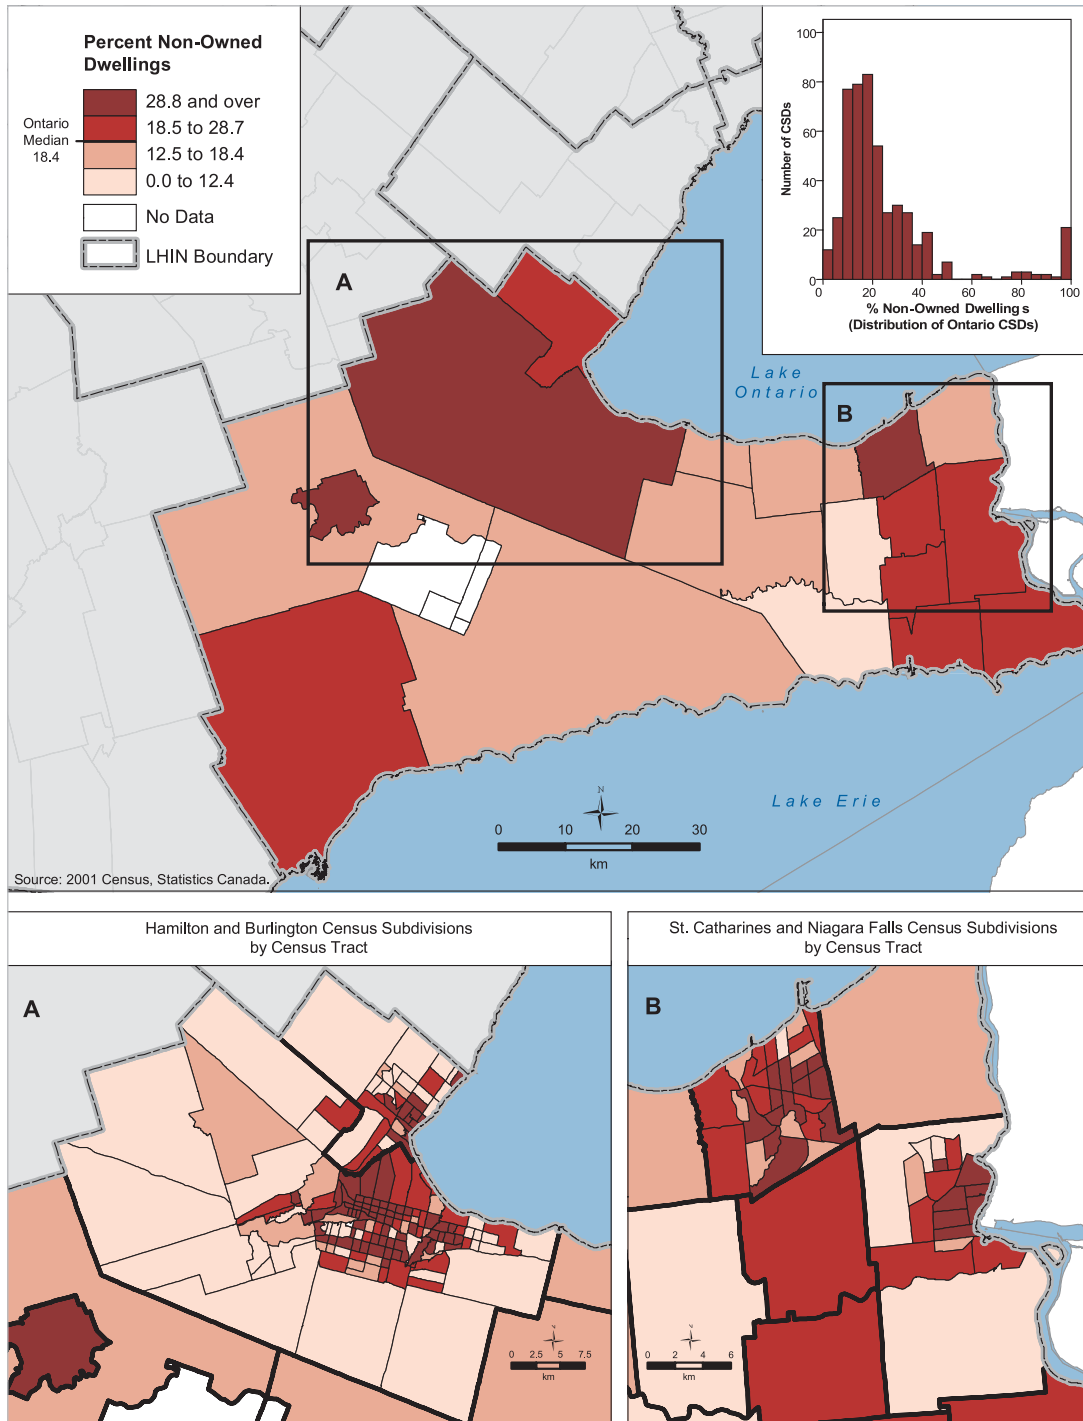 Percent Non-Owned
Dwellings
28.8 and over
18.5 to 28.7
12.5 to 18.4
0.0 to 12.4
Ontario
Median
18.4
No Data
LHIN Boundary
100
80
60
40
20
0
Number of CSDs
0
20
40
60
80
100
% Non-Owned Dwelling s
(Distribution of Ontario CSDs)
A
B
Lake
Ontario
Lake Erie
N
0
10
20
30
km
Source: 2001 Census, Statistics Canada.
Hamilton and Burlington Census Subdivisions
by Census Tract
A
N
0
2.5
5
7.5
km
St. Catharines and Niagara Falls Census Subdivisions
by Census Tract
B
N
0
2
4
6
km